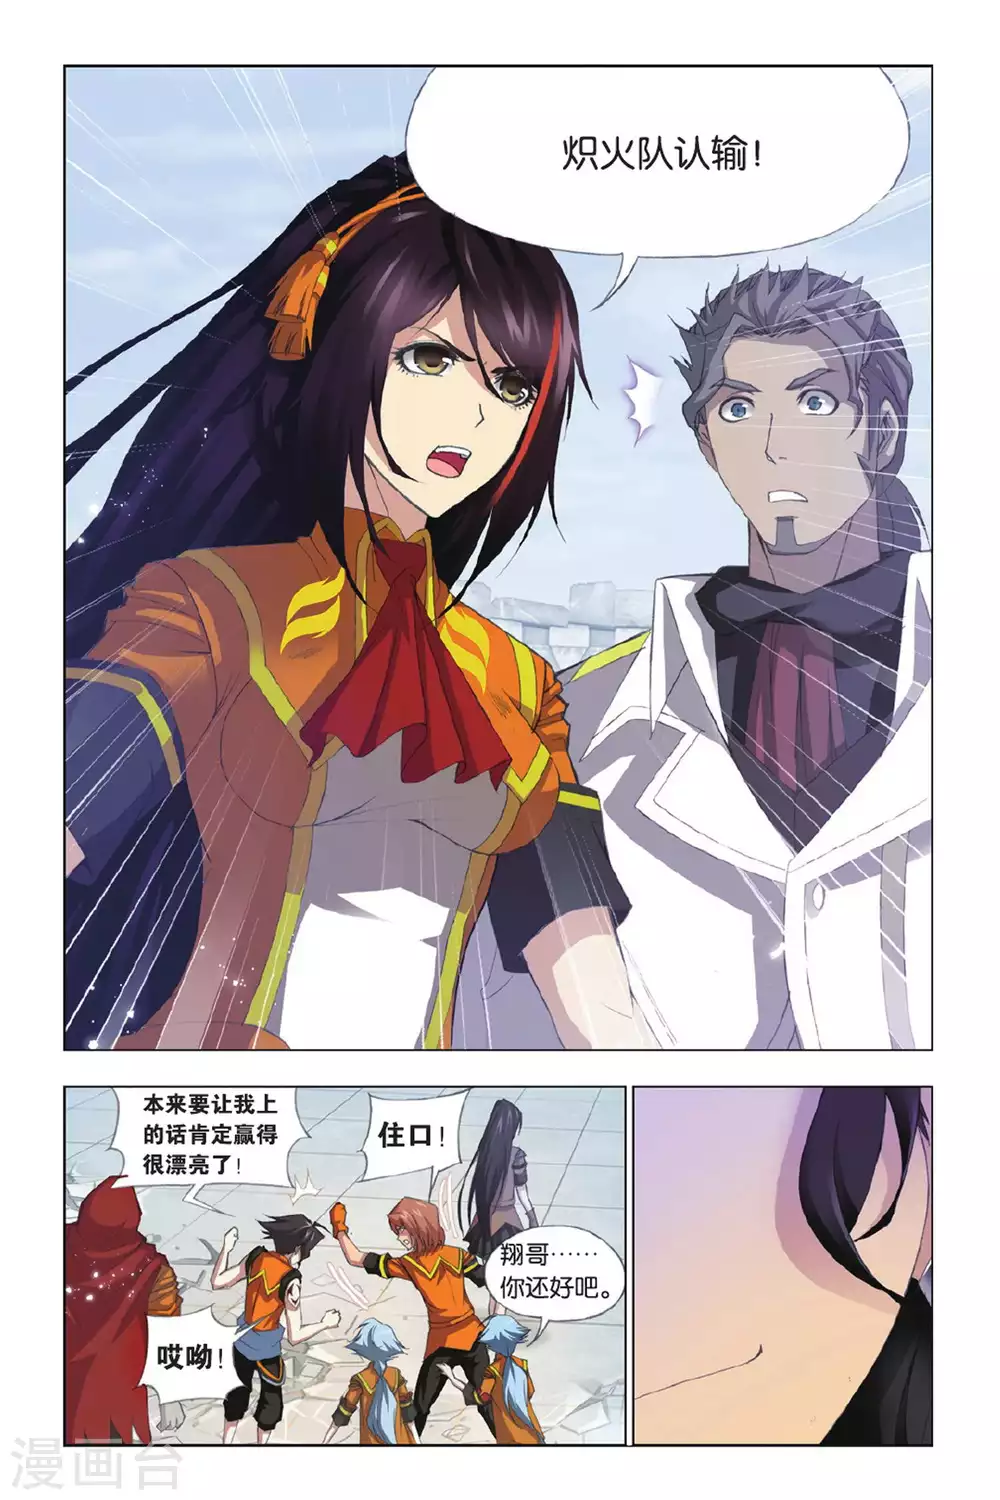 炽火队认输！
本来要让我上
的话肯定赢得
很漂亮了！
住口！
翔哥……
你还好吧。
哎呦！
漫画台